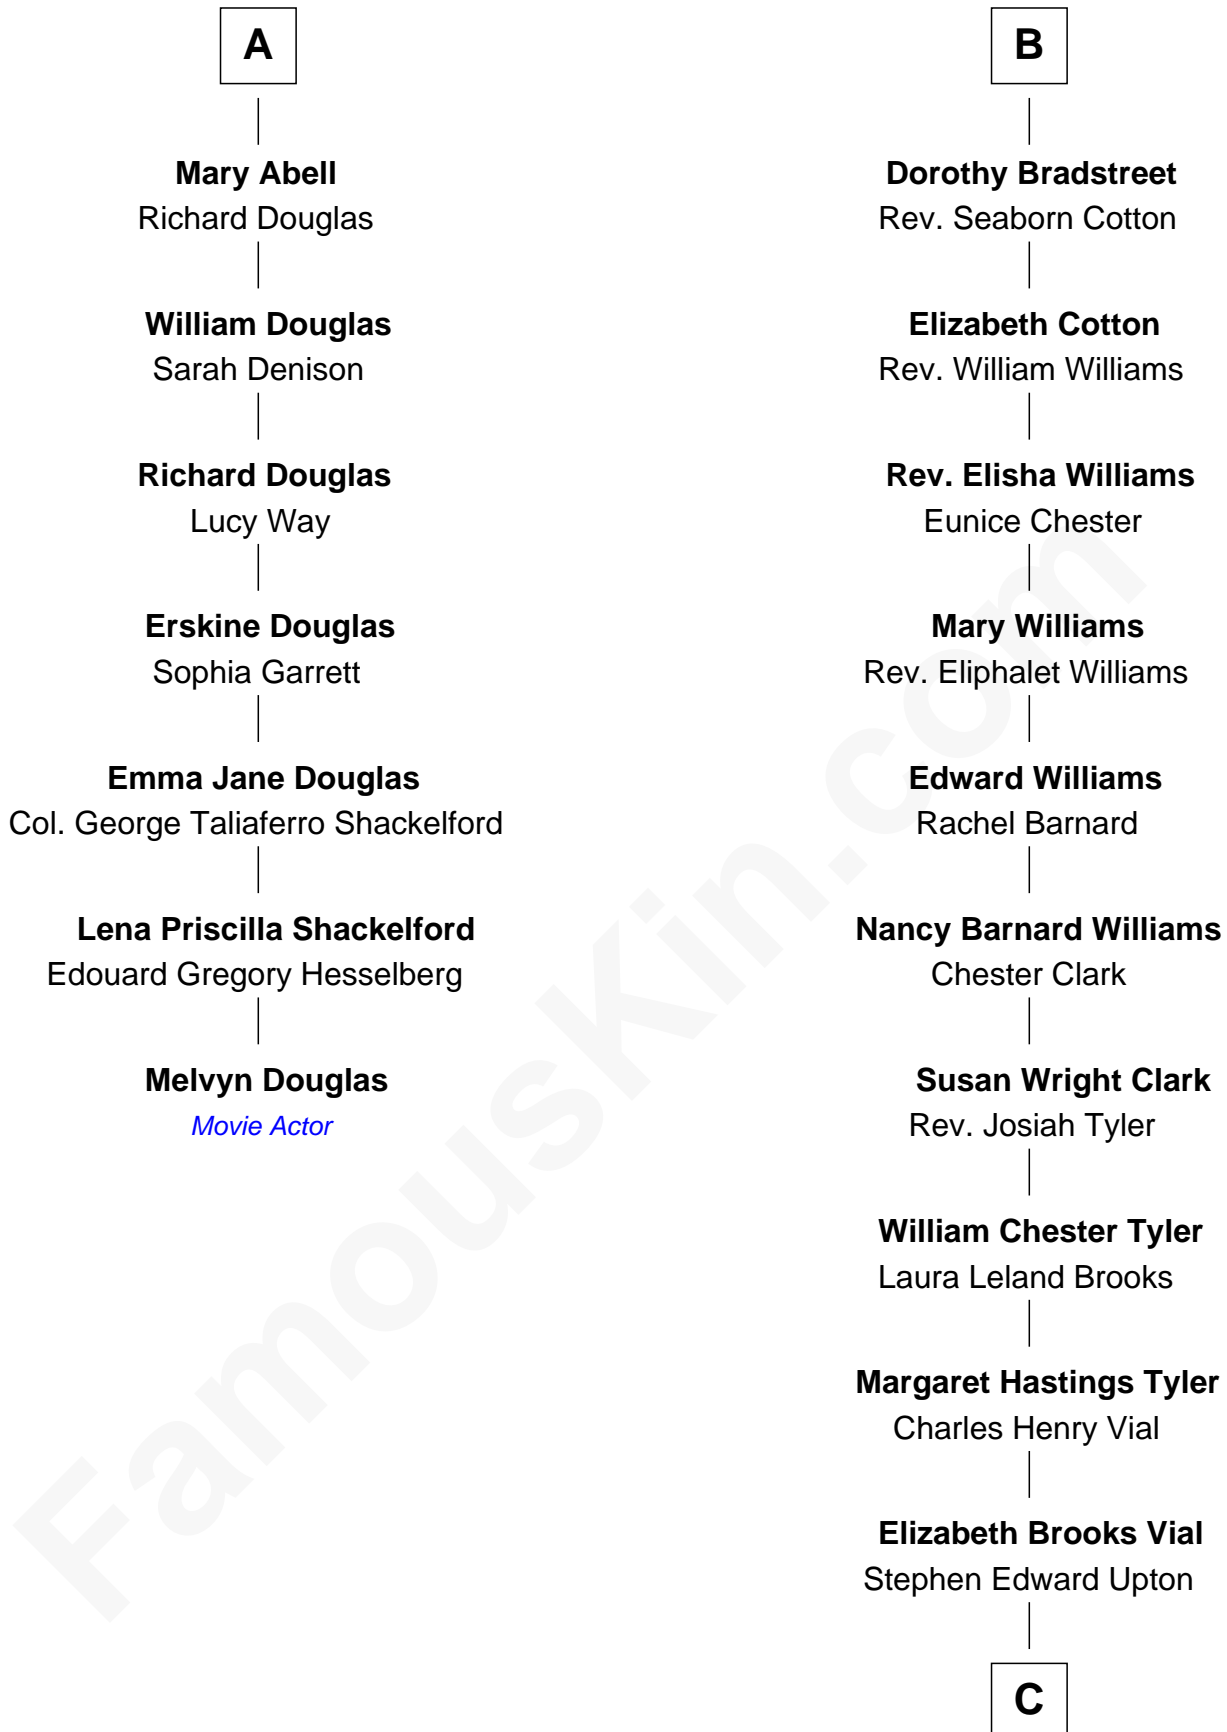 A
Mary Abell
Richard Douglas
William Douglas
Sarah Denison
Richard Douglas
Lucy Way
Erskine Douglas
Sophia Garrett
Emma Jane Douglas
Col. George Taliaferro Shackelford
Lena Priscilla Shackelford
Edouard Gregory Hesselberg
Melvyn Douglas
Movie Actor
B
Dorothy Bradstreet
Rev. Seaborn Cotton
Elizabeth Cotton
Rev. William Williams
Rev. Elisha Williams
Eunice Chester
Mary Williams
Rev. Eliphalet Williams
Edward Williams
Rachel Barnard
Nancy Barnard Williams
Chester Clark
Susan Wright Clark
Rev. Josiah Tyler
William Chester Tyler
Laura Leland Brooks
Margaret Hastings Tyler
Charles Henry Vial
Elizabeth Brooks Vial
Stephen Edward Upton
C
FamousKin.com